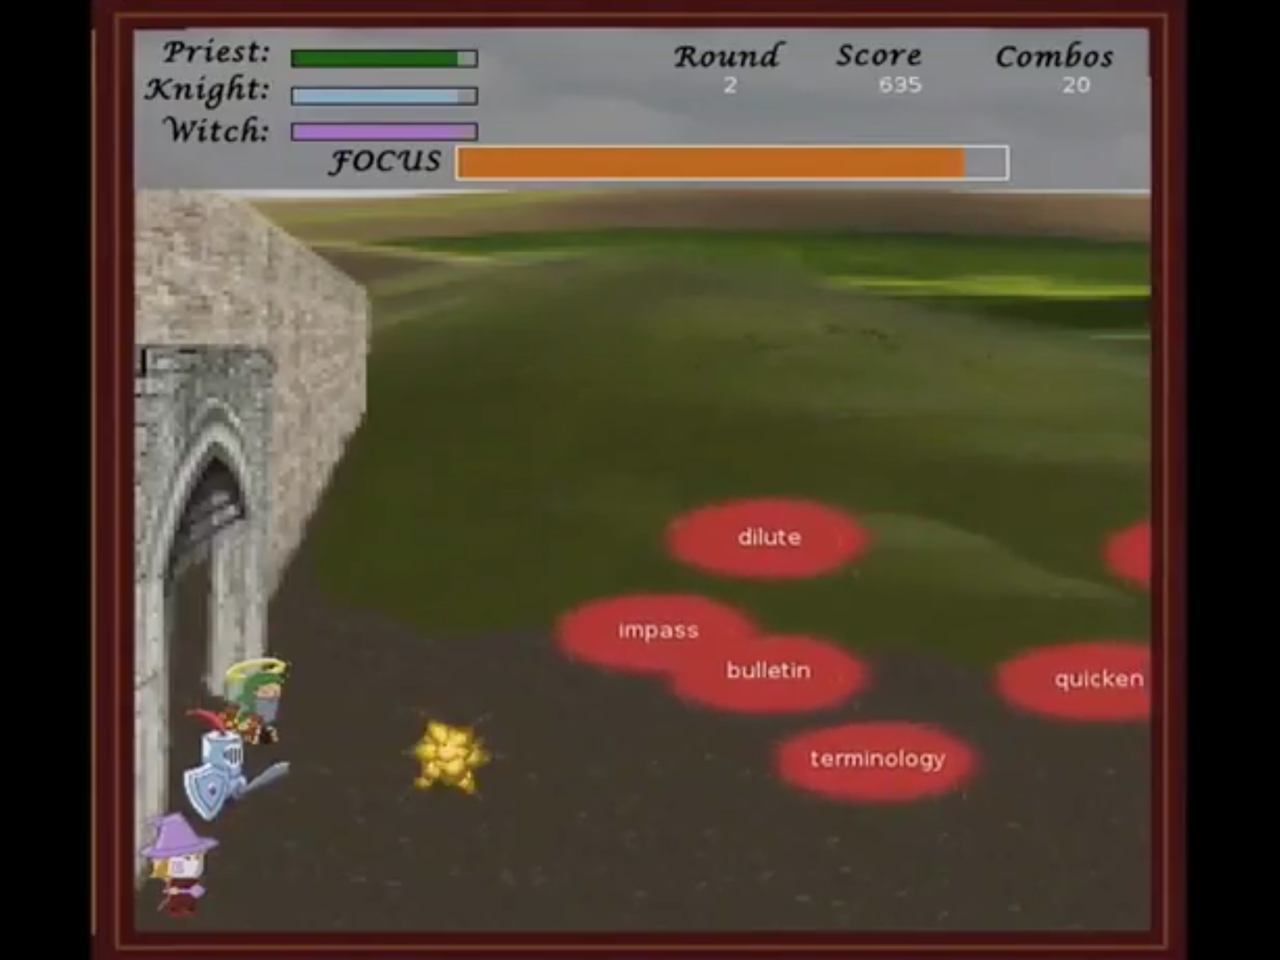 Priest:
Round
Score
Combos
2
635
20
Knight:
Witch:
FOCUS
dilute
impass
bulletin
quicken
terminology